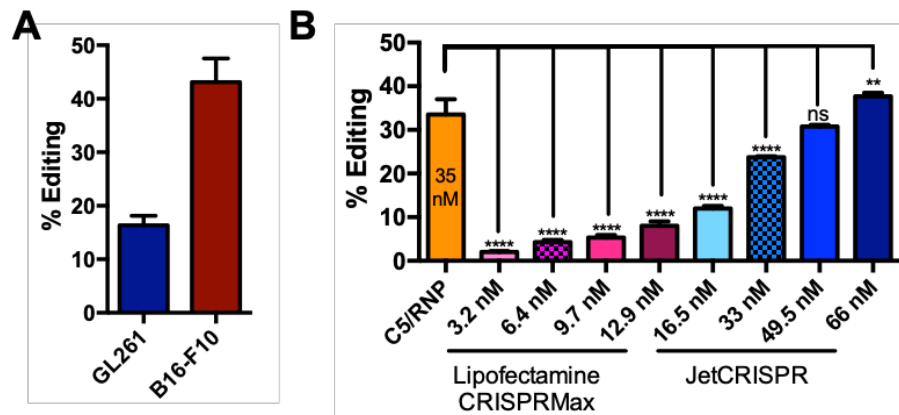 A
% Editing
50
40
30
20
10
0
GL261
B16-F10
B
% Editing
50
40
30
20
10
0
35
nM
****
****
****
****
****
****
ns
**
C5/RNP
3.2 nM
6.4 nM
9.7 nM
12.9 nM
16.5 nM
33 nM
49.5 nM
66 nM
Lipofectamine
CRISPRMax
JetCRISPR